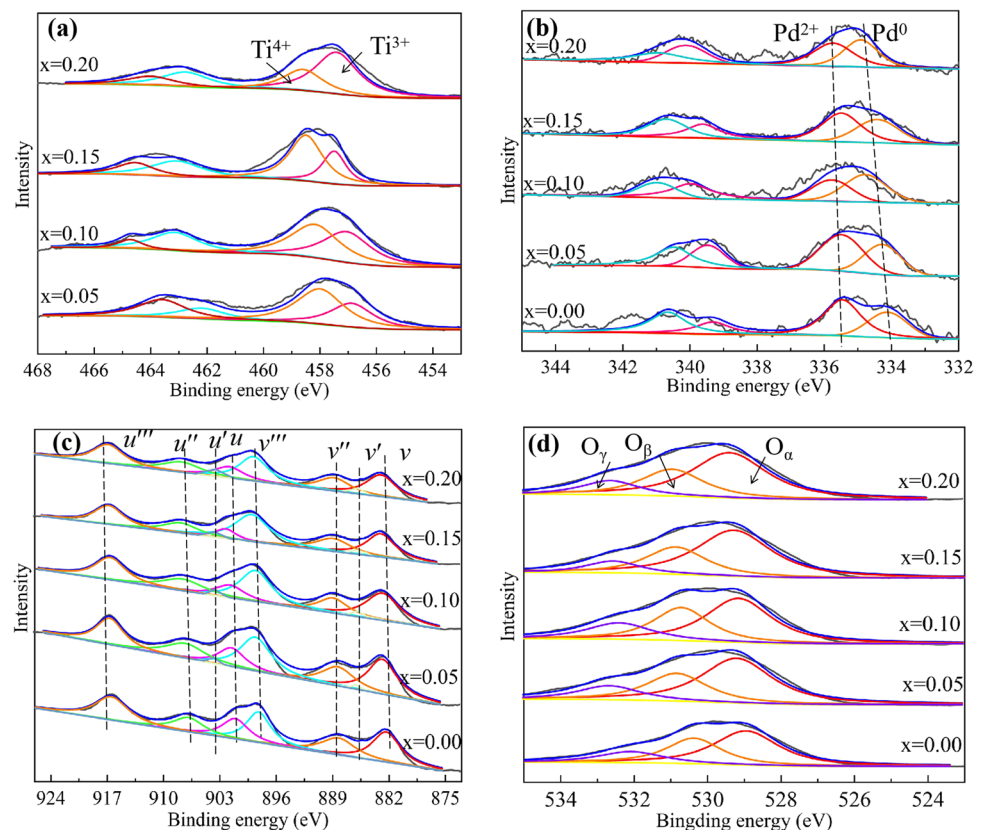 (a)
Ti4+
Ti3+
x=0.20
x=0.15
x=0.10
x=0.05
Intensity
468 466 464 462 460 458 456 454
Binding energy (eV)
(b)
Pd2+
Pd0
x=0.20
x=0.15
x=0.10
x=0.05
x=0.00
Intensity
344 342 340 338 336 334 332
Binding energy (eV)
(c)
u''' u'' u' u v''' v'' v' v
x=0.20
x=0.15
x=0.10
x=0.05
x=0.00
Intensity
924 917 910 903 896 889 882 875
Binding energy (eV)
(d)
Oγ Oβ Oα
x=0.20
x=0.15
x=0.10
x=0.05
x=0.00
Intensity
534 532 530 528 526 524
Bingding energy (eV)